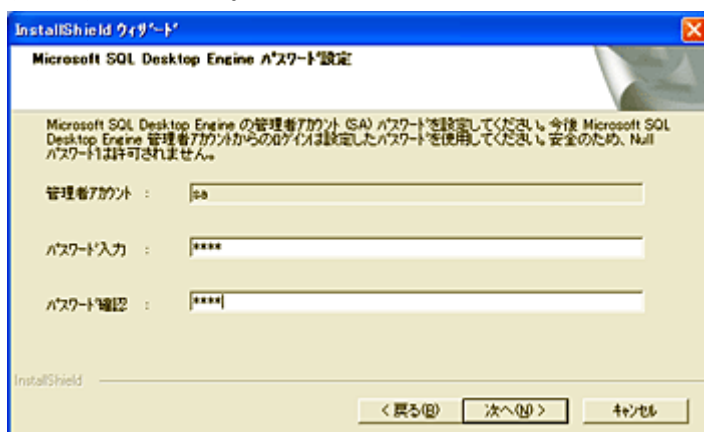 InstallShield ウィザード
Microsoft SQL Desktop Engine パスワード設定
Microsoft SQL Desktop Engine の管理者アカウント (SA) パスワードを設定してください。今後 Microsoft SQL
Desktop Engine 管理者アカウントからのログインは設定したパスワードを使用してください。安全のため、Null
パスワードは許可されません。
管理者アカウント :
sa
パスワード入力 :
****
パスワード確認 :
****
InstallShield
< 戻る(B)
次へ(N) >
キャンセル